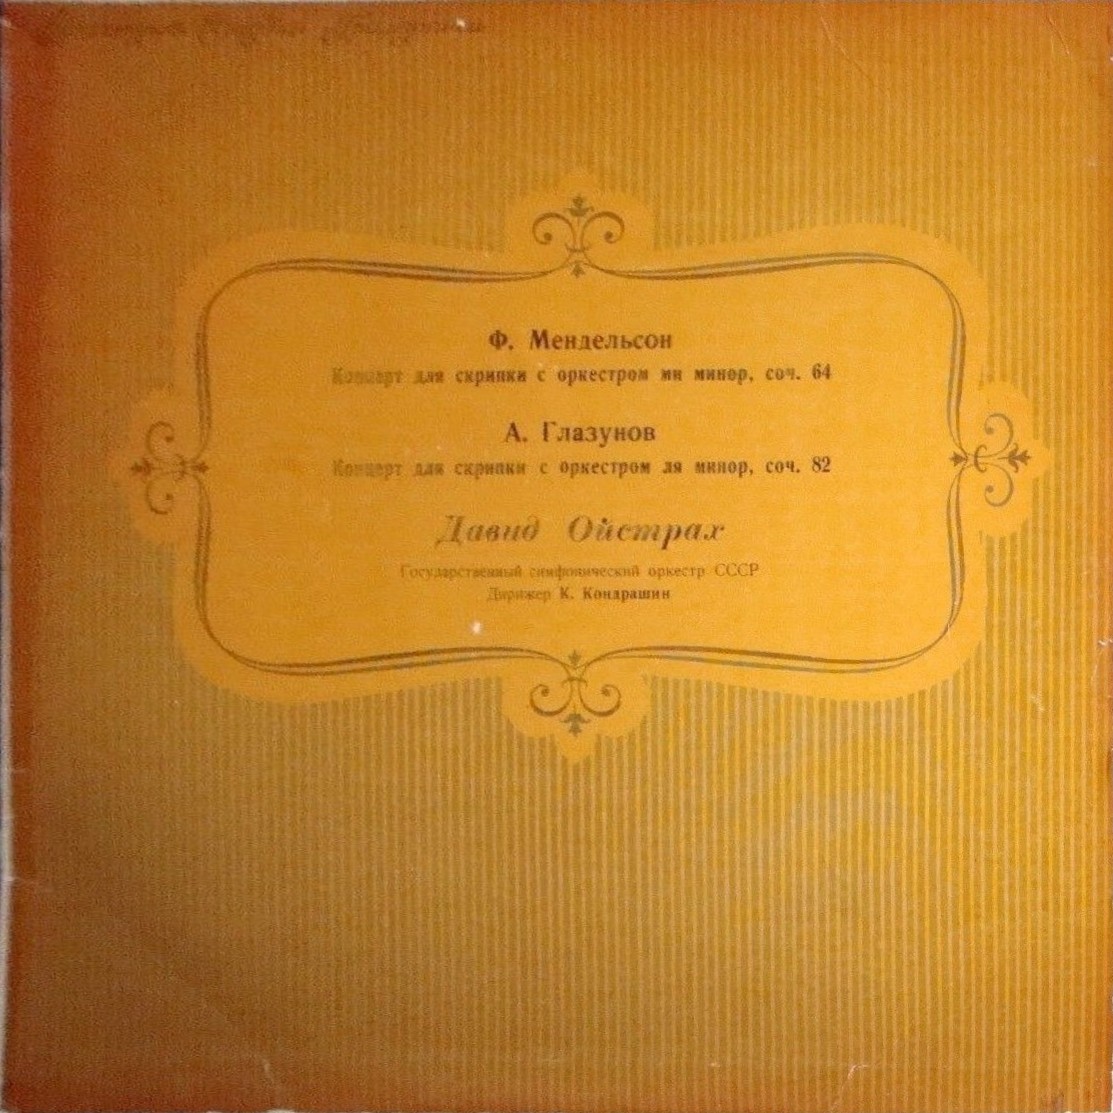 Ф. Мендельсон
Концерт для скрипки с оркестром ми минор, соч. 64
А. Глазунов
Концерт для скрипки с оркестром ля минор, соч. 82
Давид Ойстрах
Государственный симфонический оркестр СССР
Дирижер К. Кондрашин